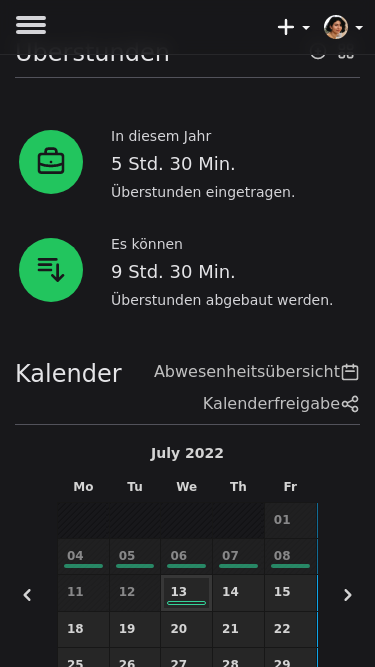 Überstunden
In diesem Jahr
5 Std. 30 Min.
Überstunden eingetragen.
Es können
9 Std. 30 Min.
Überstunden abgebaut werden.
Kalender
Abwesenheitsübersicht
Kalenderfreigabe
July 2022
Mo Tu We Th Fr
01
04 05 06 07 08
11 12 13 14 15
18 19 20 21 22
25 26 27 28 29